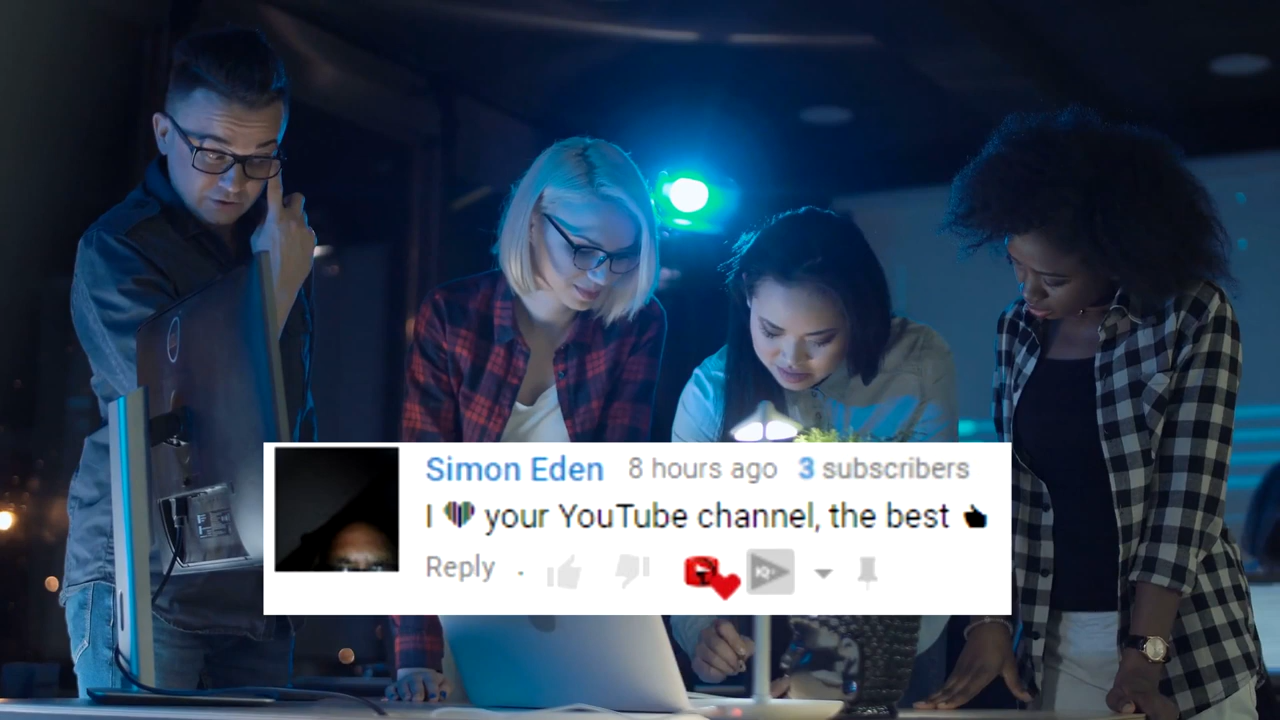 Simon Eden 8 hours ago 3 subscribers
I 💜 your YouTube channel, the best 👍
Reply .